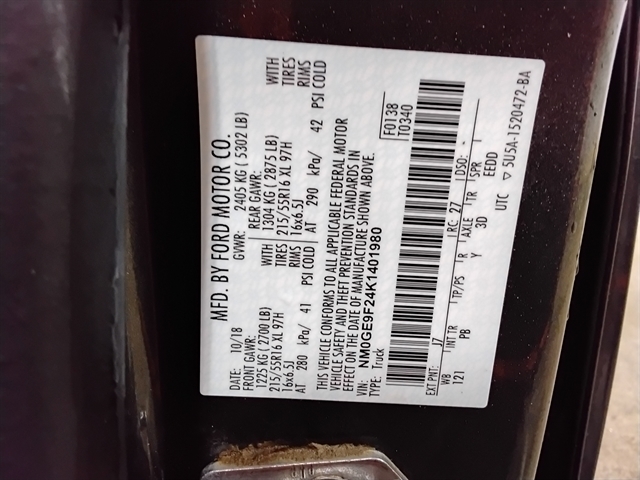 MFD. BY FORD MOTOR CO.
DATE: 10/18 GVWR: 2405 KG ( 5302 LB)
FRONT GAWR: REAR GAWR:
1225 KG ( 2700 LB) 1304 KG ( 2875 LB) WITH
215/55R16 XL 97H TIRES 215/55R16 XL 97H TIRES
16x6.5J RIMS 16x6.5J RIMS
AT 280 kPa/ 41 PSI COLD AT 290 kPa/ 42 PSI COLD
WITH
THIS VEHICLE CONFORMS TO ALL APPLICABLE FEDERAL MOTOR
VEHICLE SAFETY AND THEFT PREVENTION STANDARDS IN
EFFECT ON THE DATE OF MANUFACTURE SHOWN ABOVE.
VIN: NM0GE9F24K1401980
TYPE: Truck
F0138
T0340
EXT PNT: J7 RC: 27 DSO:
WB INT TR TP/PS R AXLE TR SPR
121 PB Y 3D I EEDD
UTC ▽ 5U5A-1520472-BA